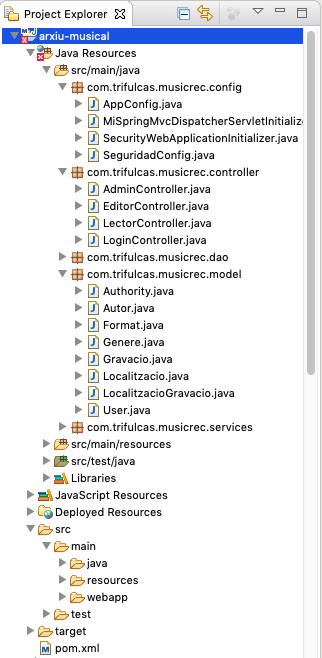 Project Explorer
arxiu-musical
Java Resources
src/main/java
com.trifulcas.musicrec.config
AppConfig.java
MiSpringMvcDispatcherServletInitializ
SecurityWebApplicationInitializer.java
SeguridadConfig.java
com.trifulcas.musicrec.controller
AdminController.java
EditorController.java
LectorController.java
LoginController.java
com.trifulcas.musicrec.dao
com.trifulcas.musicrec.model
Authority.java
Autor.java
Format.java
Genere.java
Gravacio.java
Localitzacio.java
LocalitzacioGravacio.java
User.java
com.trifulcas.musicrec.services
src/main/resources
src/test/java
Libraries
JavaScript Resources
Deployed Resources
src
main
java
resources
webapp
test
target
pom.xml